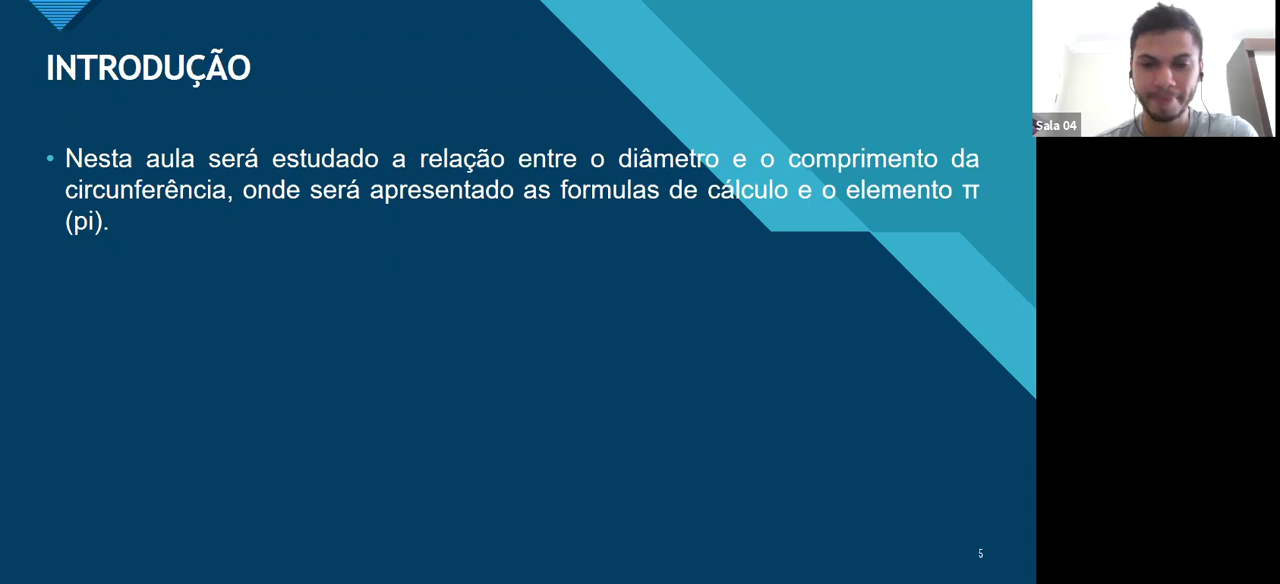 INTRODUÇÃO
• Nesta aula será estudado a relação entre o diâmetro e o comprimento da
circunferência, onde será apresentado as formulas de cálculo e o elemento π
(pi).
5
Sala 04